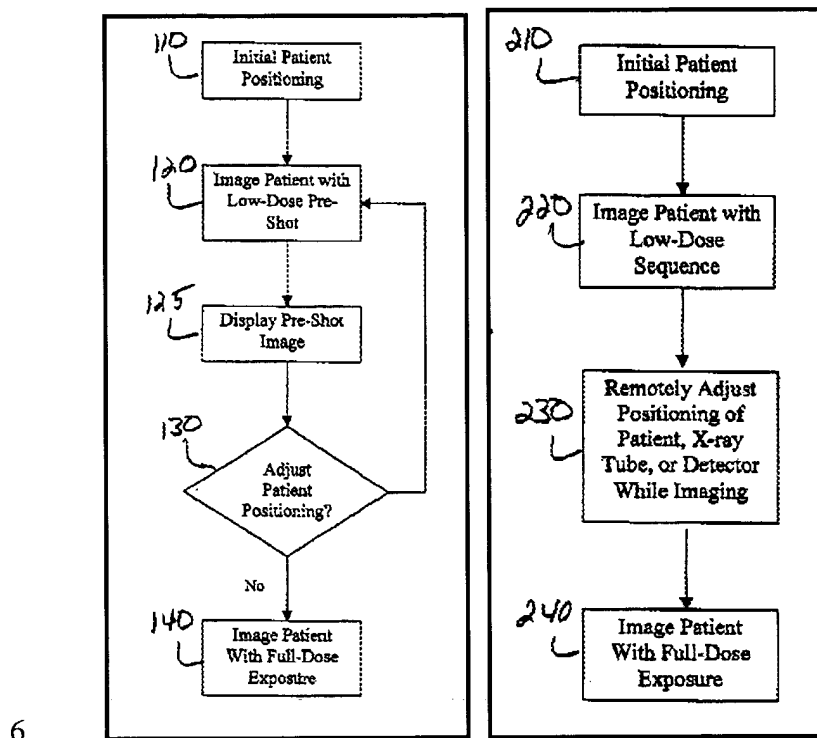 110
Initial Patient
Positioning
120
Image Patient with
Low-Dose Pre-
Shot
125
Display Pre-Shot
Image
130
Adjust
Patient
Positioning?
No
140
Image Patient
With Full-Dose
Exposure
210
Initial Patient
Positioning
220
Image Patient with
Low-Dose
Sequence
230
Remotely Adjust
Positioning of
Patient, X-ray
Tube, or Detector
While Imaging
240
Image Patient
With Full-Dose
Exposure
6